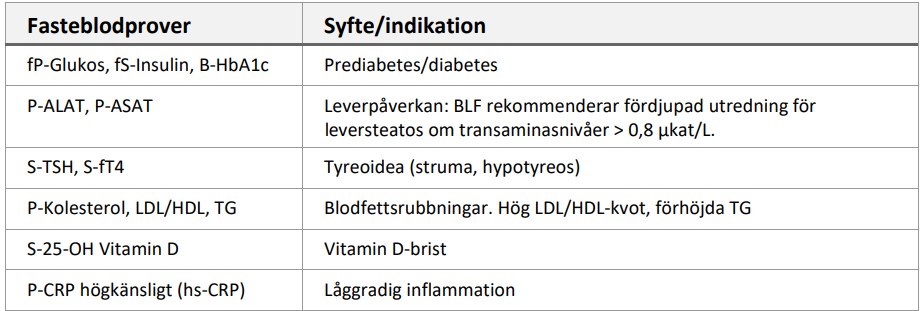 Fasteblodprover Syfte/indikation
fP-Glukos, fS-Insulin, B-HbA1c Prediabetes/diabetes
P-ALAT, P-ASAT Leverpåverkan: BLF rekommenderar fördjupad utredning för
leversteatos om transaminasnivåer > 0,8 µkat/L.
S-TSH, S-fT4 Tyreoidea (struma, hypotyreos)
P-Kolesterol, LDL/HDL, TG Blodfettsrubbningar. Hög LDL/HDL-kvot, förhöjda TG
S-25-OH Vitamin D Vitamin D-brist
P-CRP högkänsligt (hs-CRP) Låggradig inflammation